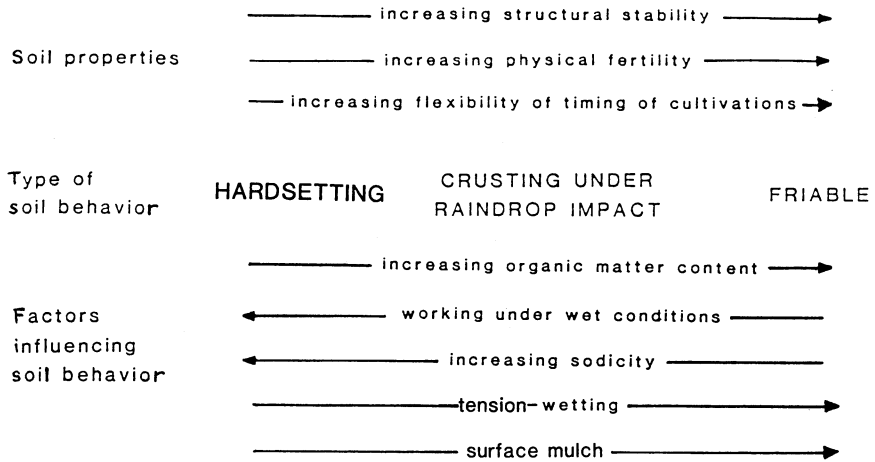 increasing structural stability
Soil properties
increasing physical fertility
increasing flexibility of timing of cultivations
Type of
soil behavior
HARDSETTING
CRUSTING UNDER
RAINDROP IMPACT
FRIABLE
increasing organic matter content
Factors
influencing
soil behavior
working under wet conditions
increasing sodicity
tension-wetting
surface mulch